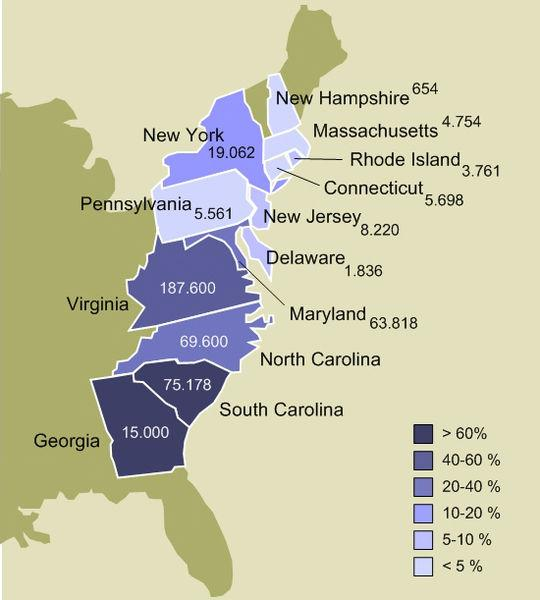 New Hampshire 654
Massachusetts 4.754
New York
19.062
Rhode Island 3.761
Connecticut 5.698
Pennsylvania
5.561
New Jersey 8.220
Delaware 1.836
187.600
Virginia
Maryland 63.818
69.600
North Carolina
75.178
South Carolina
15.000
Georgia
> 60%
40-60 %
20-40 %
10-20 %
5-10 %
< 5 %